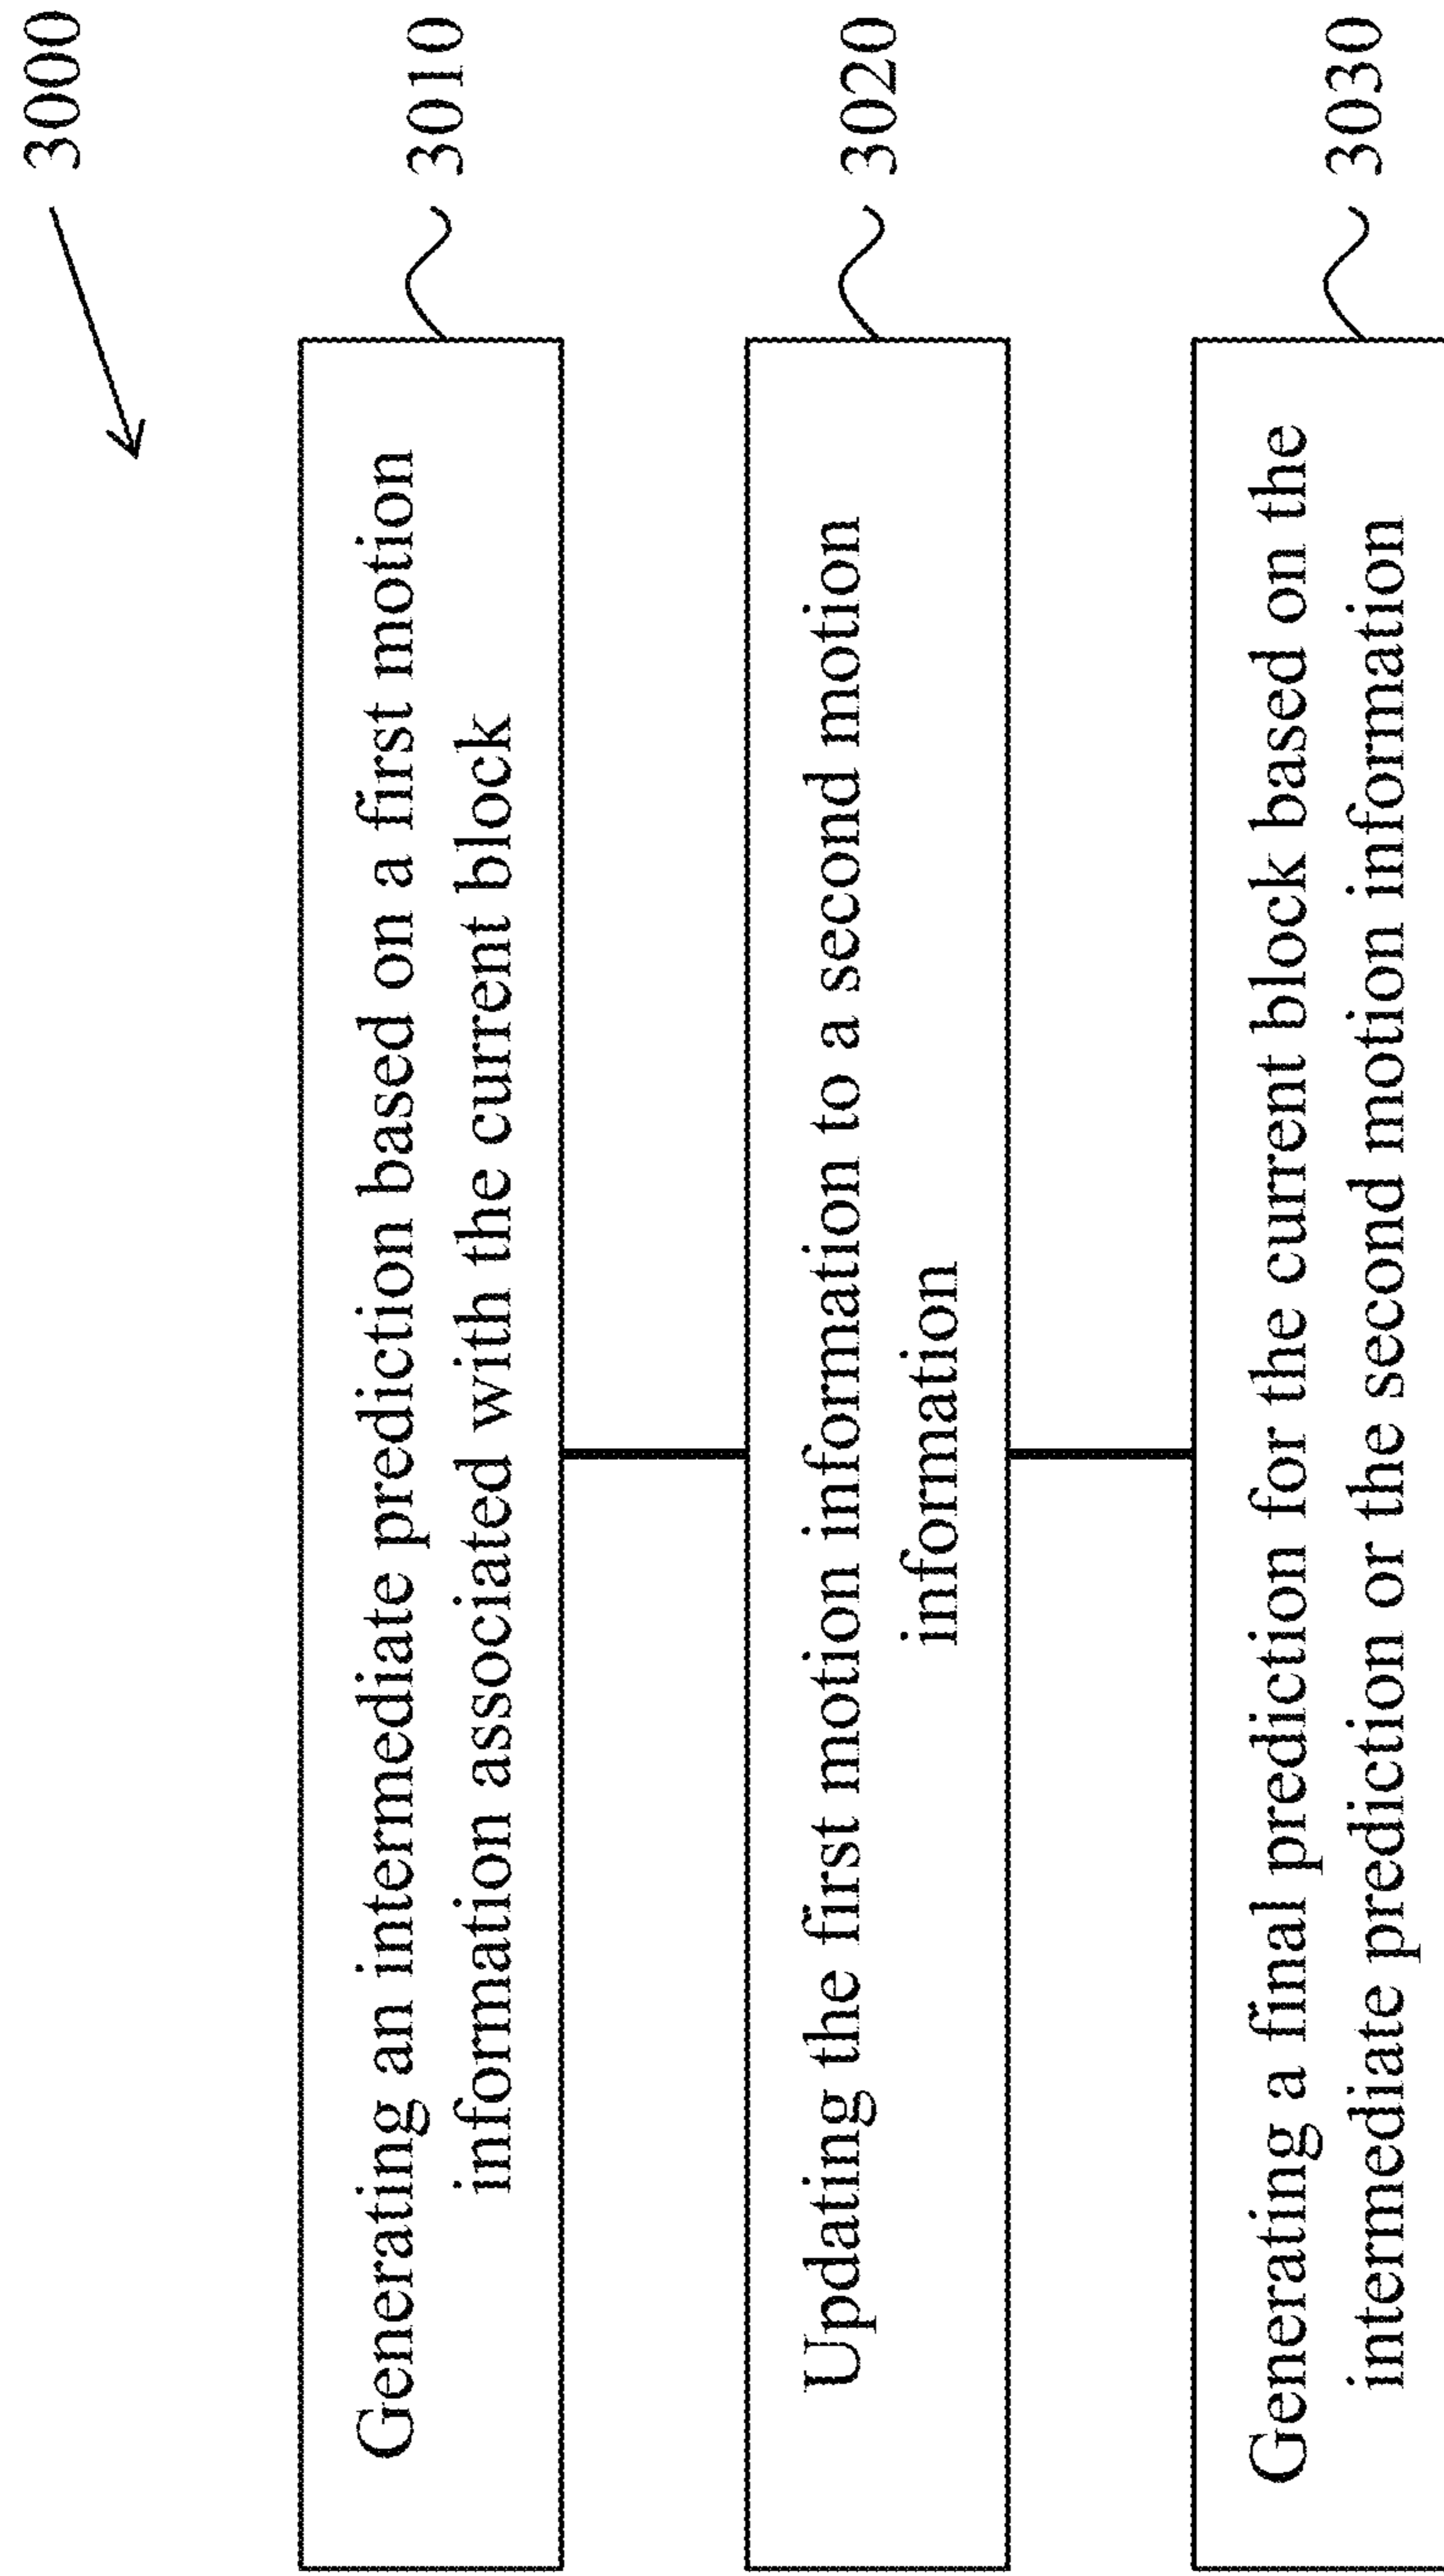 3000
Generating an intermediate prediction based on a first motion
information associated with the current block
3010
Updating the first motion information to a second motion
information
3020
Generating a final prediction for the current block based on the
intermediate prediction or the second motion information
3030